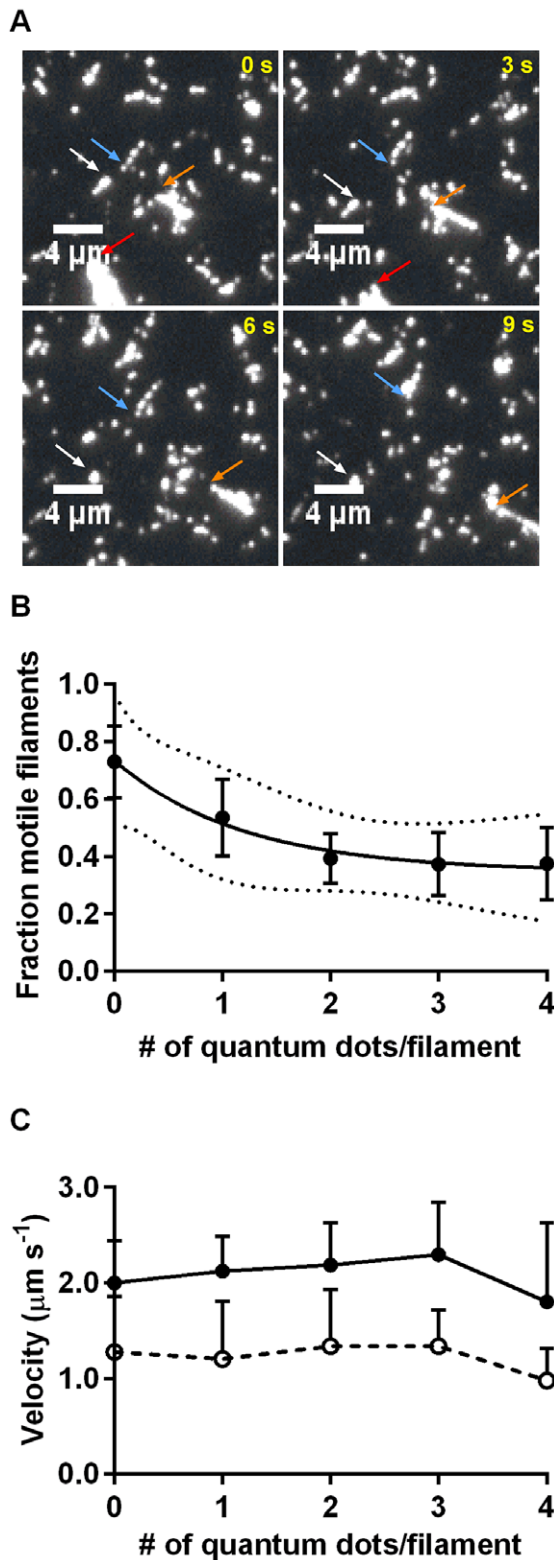 A
0 s
3 s
4 μm
4 μm
6 s
9 s
4 μm
4 μm
B
Fraction motile filaments
1.0
0.8
0.6
0.4
0.2
0.0
0 1 2 3 4
# of quantum dots/filament
C
Velocity (μm s⁻¹)
3.0
2.0
1.0
0.0
0 1 2 3 4
# of quantum dots/filament